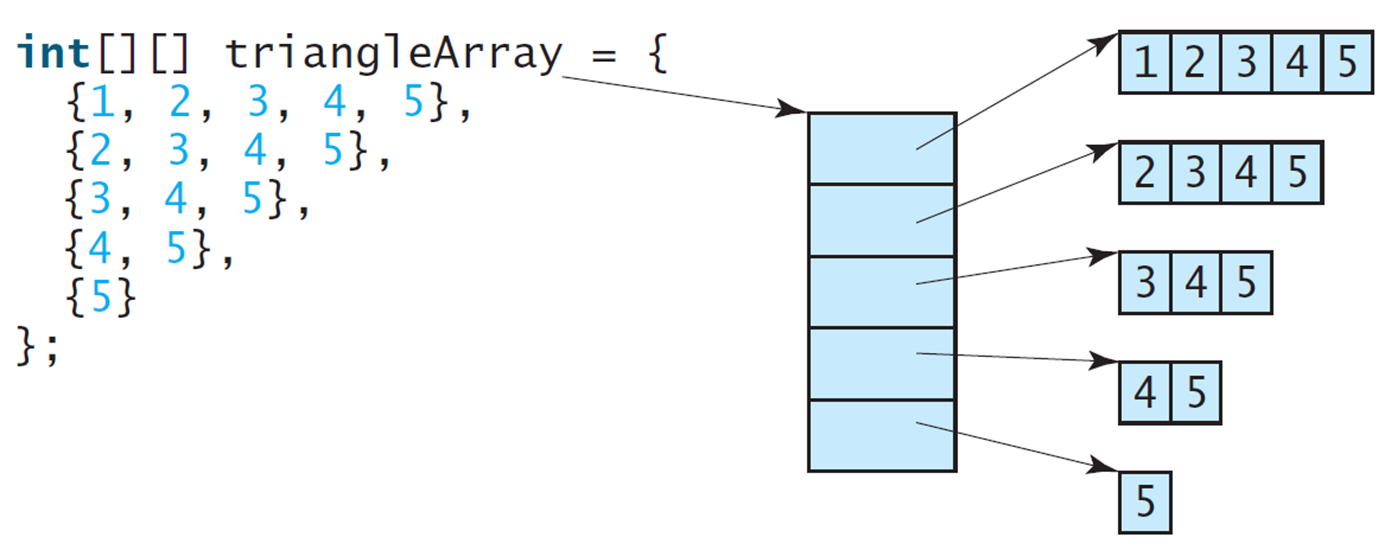 int[][] triangleArray = {
{1, 2, 3, 4, 5},
{2, 3, 4, 5},
{3, 4, 5},
{4, 5},
{5}
};
1 2 3 4 5
2 3 4 5
3 4 5
4 5
5